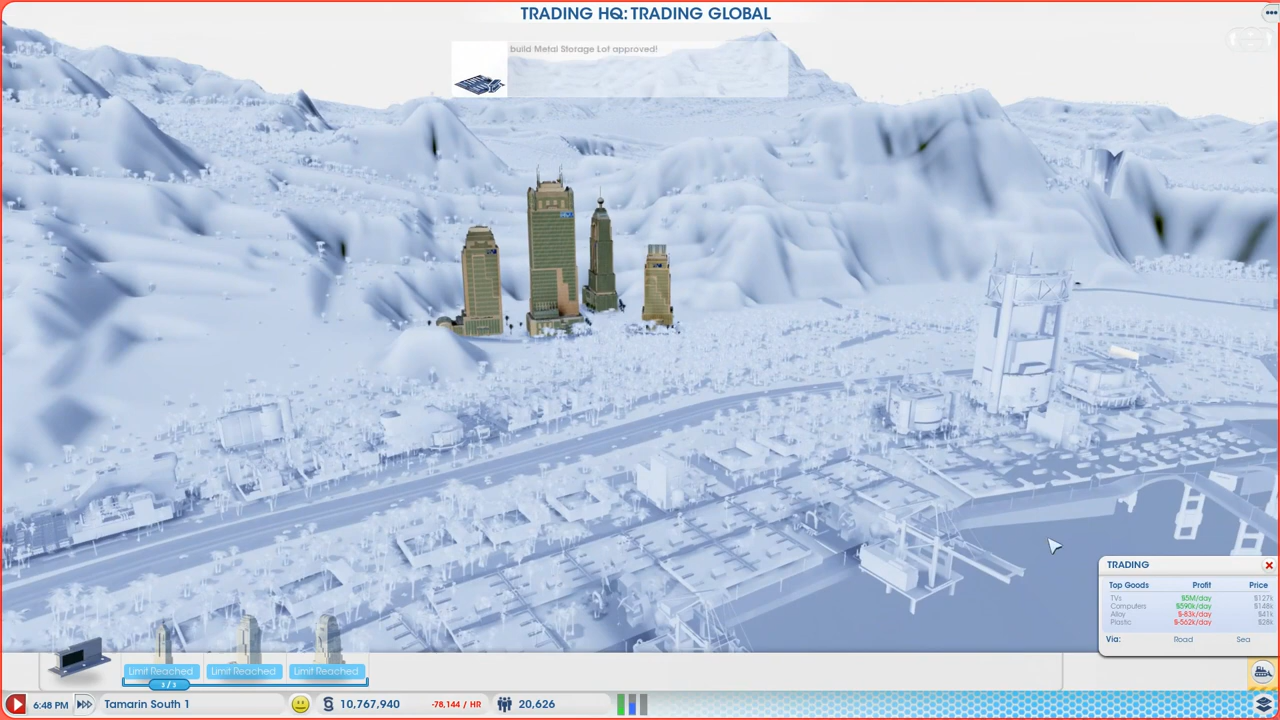 TRADING HQ: TRADING GLOBAL
build Metal Storage Lot approved!
TRADING
Top Goods Profit Price
TVs §5M/day §127k
Computers §590k/day §148k
Alloy §-83k/day §41k
Plastic §-562k/day §28k
Via: Road Sea
Limit Reached Limit Reached Limit Reached
3 / 3
6:48 PM Tamarin South 1 10,767,940 -78,144 / HR 20,626